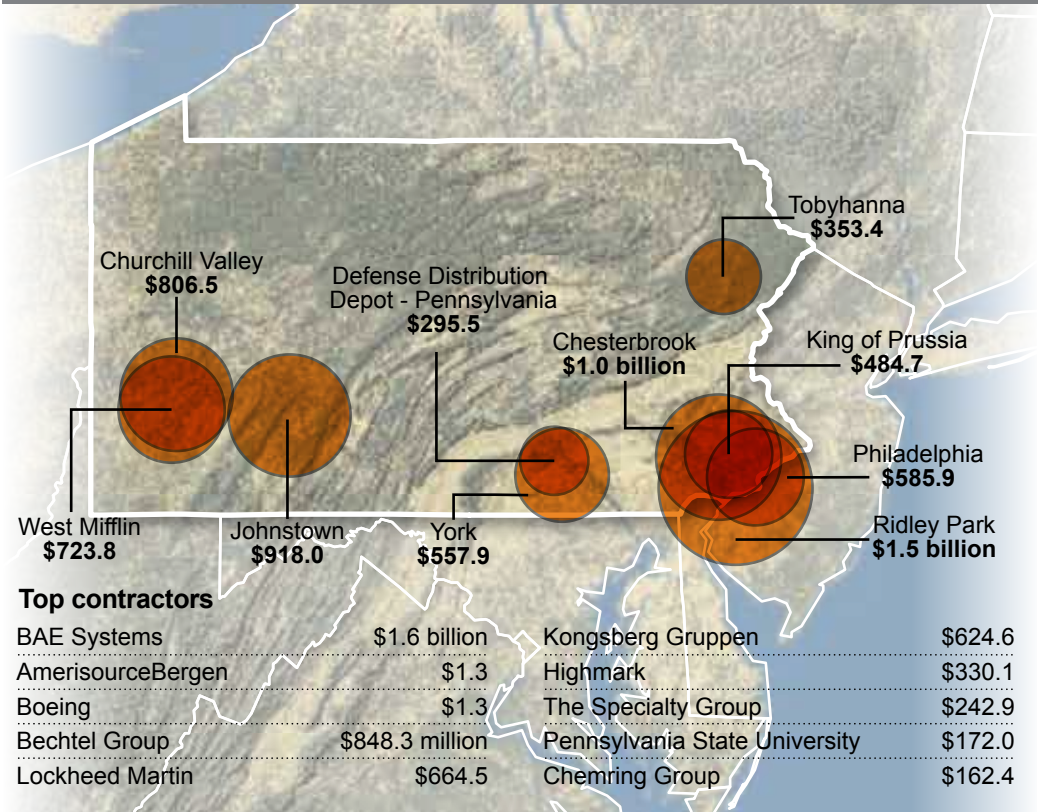 Tobyhanna
$353.4
Churchill Valley
$806.5
Defense Distribution
Depot - Pennsylvania
$295.5
Chesterbrook
$1.0 billion
King of Prussia
$484.7
Philadelphia
$585.9
Ridley Park
$1.5 billion
West Mifflin
$723.8
Johnstown
$918.0
York
$557.9
Top contractors
BAE Systems $1.6 billion
AmerisourceBergen $1.3
Boeing $1.3
Bechtel Group $848.3 million
Lockheed Martin $664.5
Kongsberg Gruppen $624.6
Highmark $330.1
The Specialty Group $242.9
Pennsylvania State University $172.0
Chemring Group $162.4